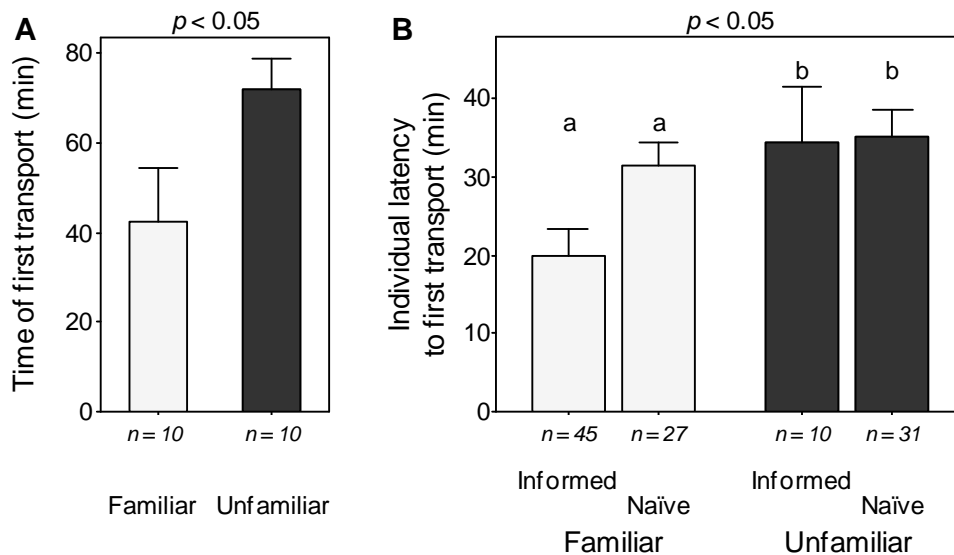 A
p < 0.05
Time of first transport (min)
80
60
40
20
0
n = 10
n = 10
Familiar
Unfamiliar
B
p < 0.05
Individual latency
to first transport (min)
40
30
20
10
0
a
a
b
b
n = 45
n = 27
n = 10
n = 31
Informed
Naïve
Informed
Naïve
Familiar
Unfamiliar